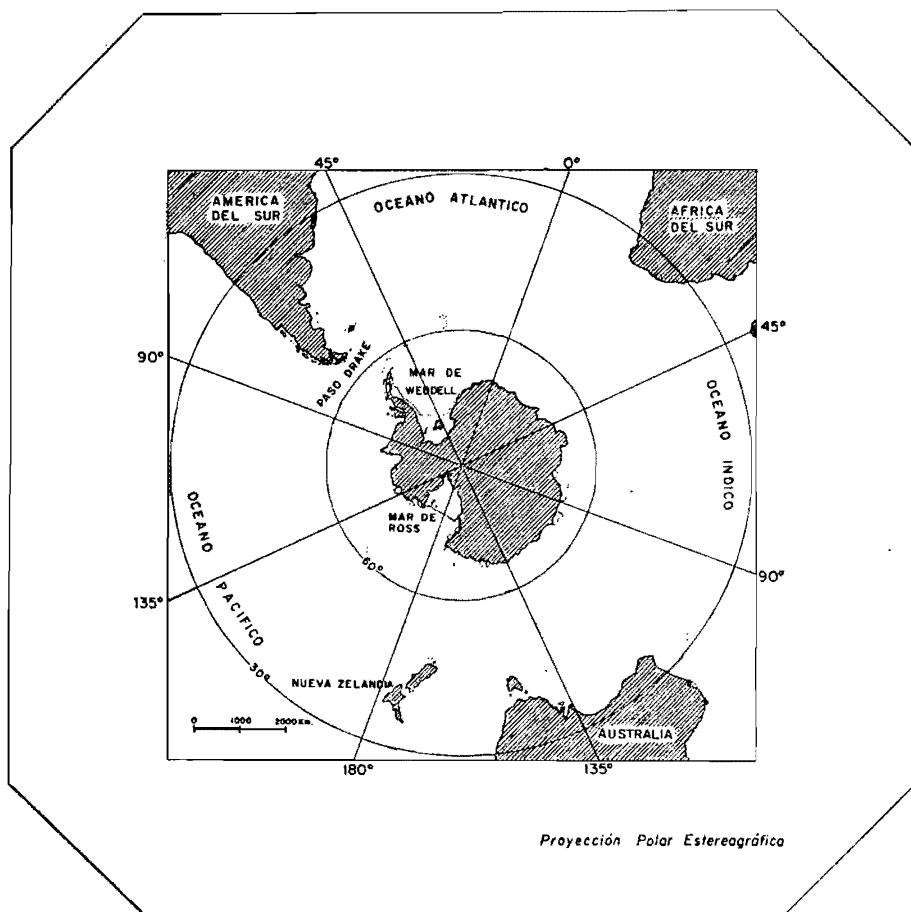 45°
0°
AMERICA
DEL SUR
OCEANO ATLANTICO
AFRICA
DEL SUR
45°
90°
PASO DRAKE
MAR DE
WEDDELL
OCEANO INDICO
MAR DE
ROSS
OCEANO PACIFICO
60°
90°
135°
30°
NUEVA ZELANDIA
0 1000 2000 Km.
AUSTRALIA
180°
135°
Proyección Polar Estereagráfica